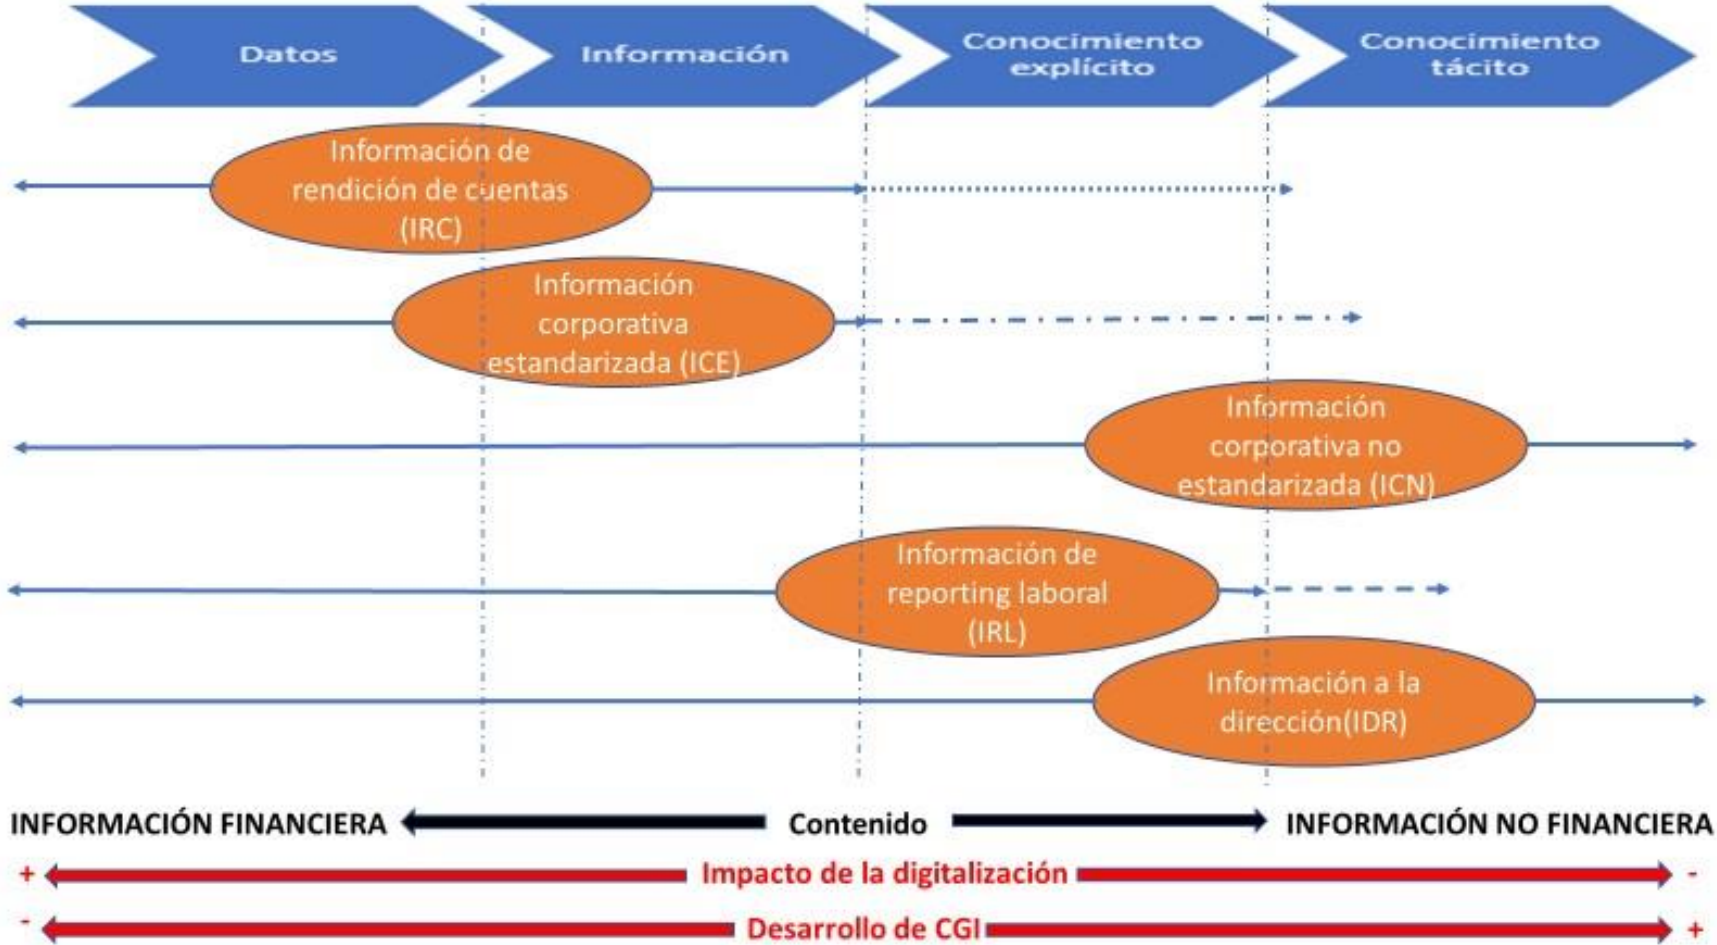 Datos
Información
Conocimiento
explícito
Conocimiento
tácito
Información de
rendición de cuentas
(IRC)
Información
corporativa
estandarizada (ICE)
Información
corporativa no
estandarizada (ICN)
Información de
reporting laboral
(IRL)
Información a la
dirección(IDR)
INFORMACIÓN FINANCIERA
Contenido
INFORMACIÓN NO FINANCIERA
+ Impacto de la digitalización -
- Desarrollo de CGI +